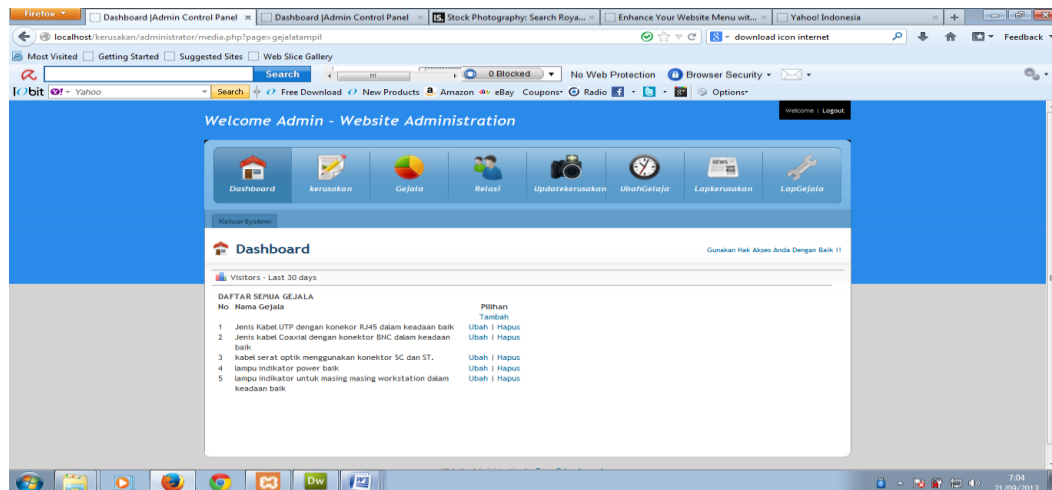 Firefox
Dashboard |Admin Control Panel
Dashboard |Admin Control Panel
Stock Photography: Search Roya...
Enhance Your Website Menu wit...
Yahoo! Indonesia
localhost/kerusakan/administrator/media.php?page=gejalatampil
download icon internet
Feedback
Most Visited Getting Started Suggested Sites Web Slice Gallery
Search 0 Blocked No Web Protection Browser Security
Yahoo Search Free Download New Products Amazon eBay Coupons Radio Options
Welcome Admin - Website Administration
Welcome | Logout
Dashboard kerusakan Gejala Relasi Updatekerusakan UbahGelaja Lapkerusakan LapGejala
KeluarSystem
Dashboard
Gunakan Hak Akses Anda Dengan Baik !!
Visitors - Last 30 days
DAFTAR SEMUA GEJALA
No Nama Gejala Pilihan
Tambah
1 Jenis Kabel UTP dengan konekor RJ45 dalam keadaan baik Ubah | Hapus
2 Jenis kabel Coaxial dengan konektor BNC dalam keadaan Ubah | Hapus
baik
3 kabel serat optik menggunakan konektor SC dan ST. Ubah | Hapus
4 lampu indikator power baik Ubah | Hapus
5 lampu indikator untuk masing masing workstation dalam Ubah | Hapus
keadaan baik
Dw
7:04
21/09/2013